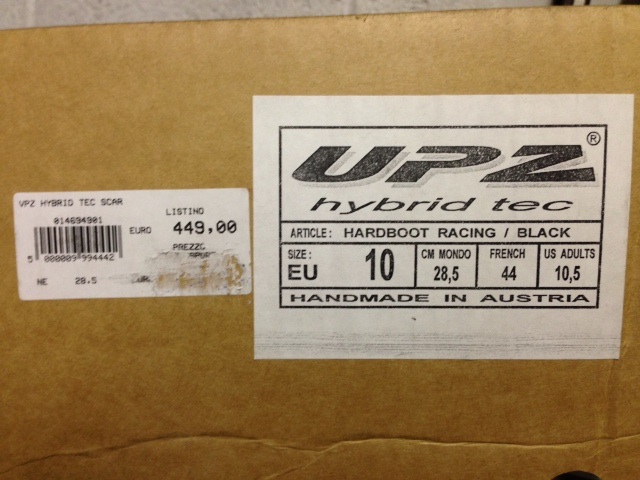 VPZ HYBRID TEC SCAR
014694901
LISTINO
EURO 449,00
PREZZO
5 000009 994442
NE 28.5
UPZ®
hybrid tec
ARTICLE: HARDBOOT RACING / BLACK
SIZE: EU 10
CM MONDO 28,5
FRENCH 44
US ADULTS 10,5
HANDMADE IN AUSTRIA